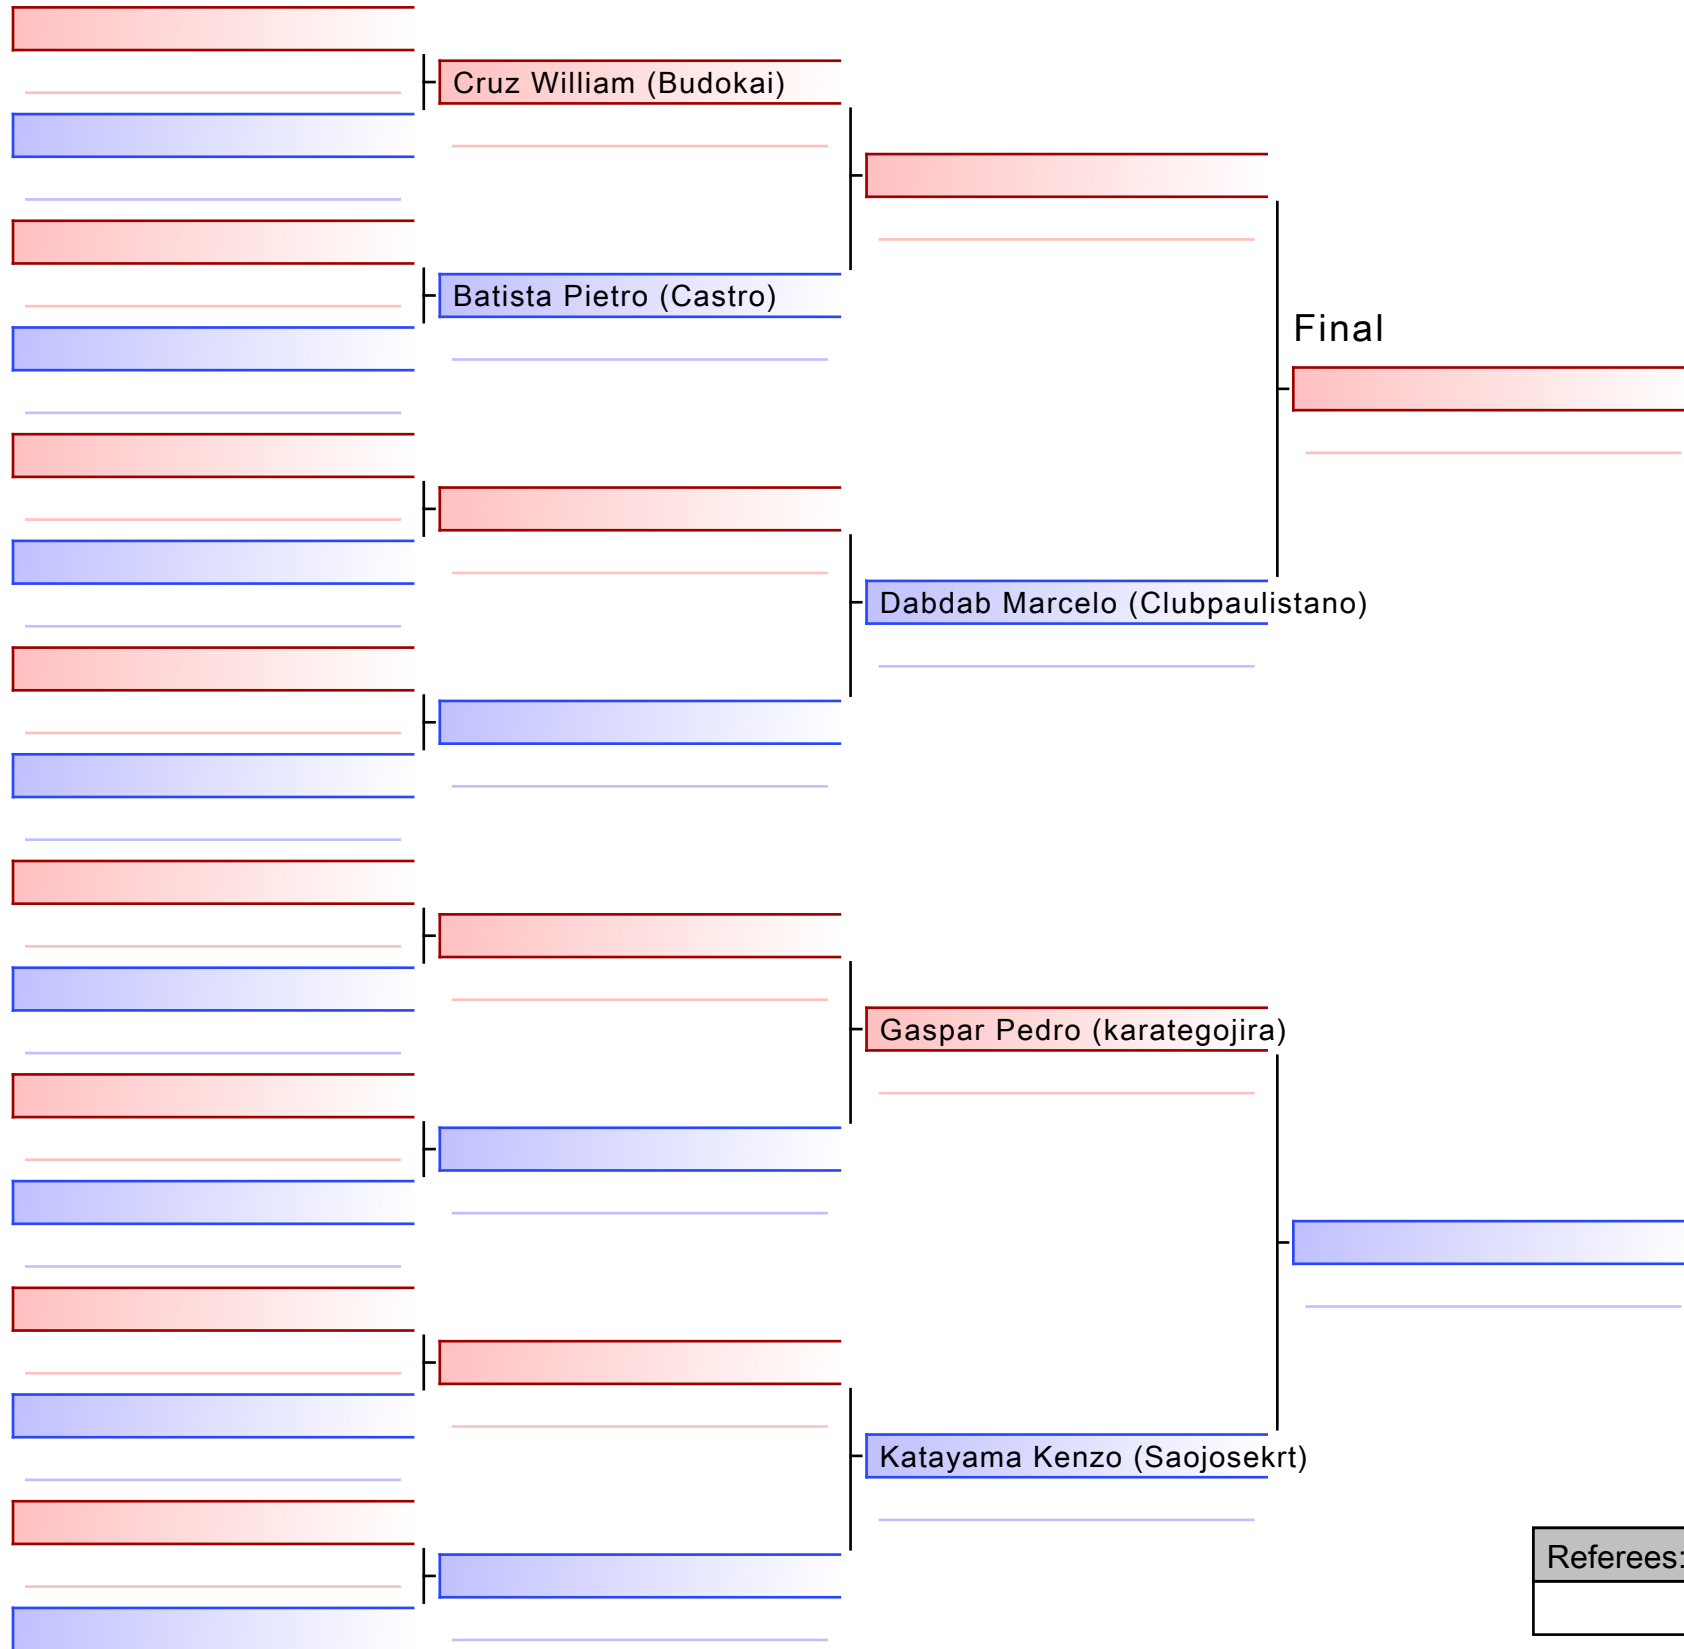 Cruz William (Budokai)
Batista Pietro (Castro)
Final
Dabdab Marcelo (Clubpaulistano)
Gaspar Pedro (karategojira)
Katayama Kenzo (Saojosekrt)
Referees: